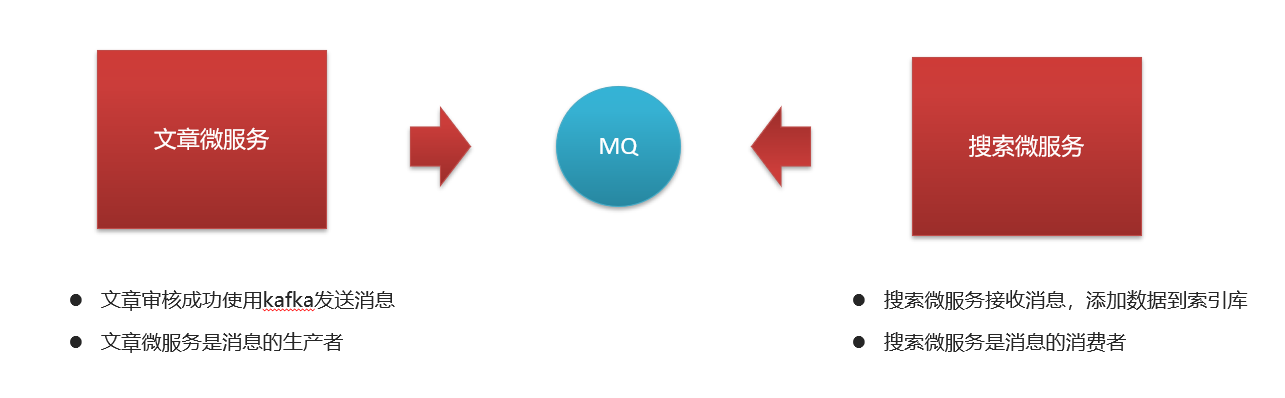 文章微服务
MQ
搜索微服务
● 文章审核成功使用kafka发送消息
● 文章微服务是消息的生产者
● 搜索微服务接收消息，添加数据到索引库
● 搜索微服务是消息的消费者